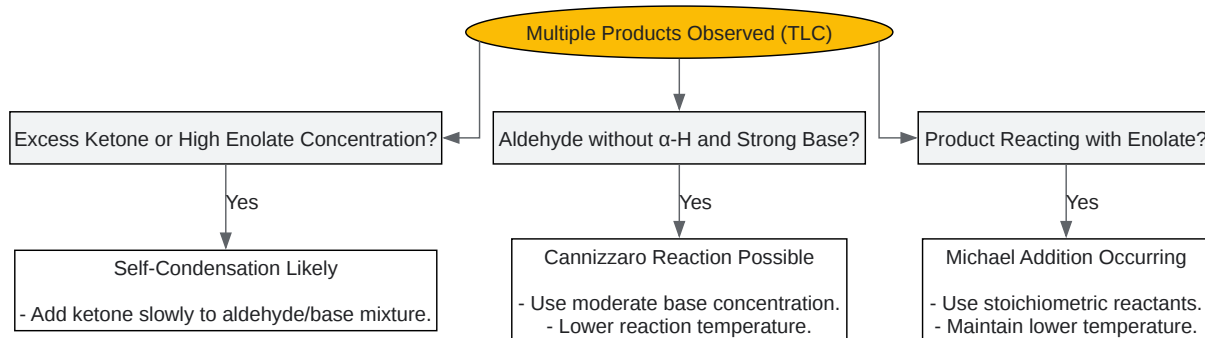 Multiple Products Observed (TLC)
Excess Ketone or High Enolate Concentration?
Aldehyde without α-H and Strong Base?
Product Reacting with Enolate?
Yes
Yes
Yes
Self-Condensation Likely
- Add ketone slowly to aldehyde/base mixture.
Cannizzaro Reaction Possible
- Use moderate base concentration.
- Lower reaction temperature.
Michael Addition Occurring
- Use stoichiometric reactants.
- Maintain lower temperature.